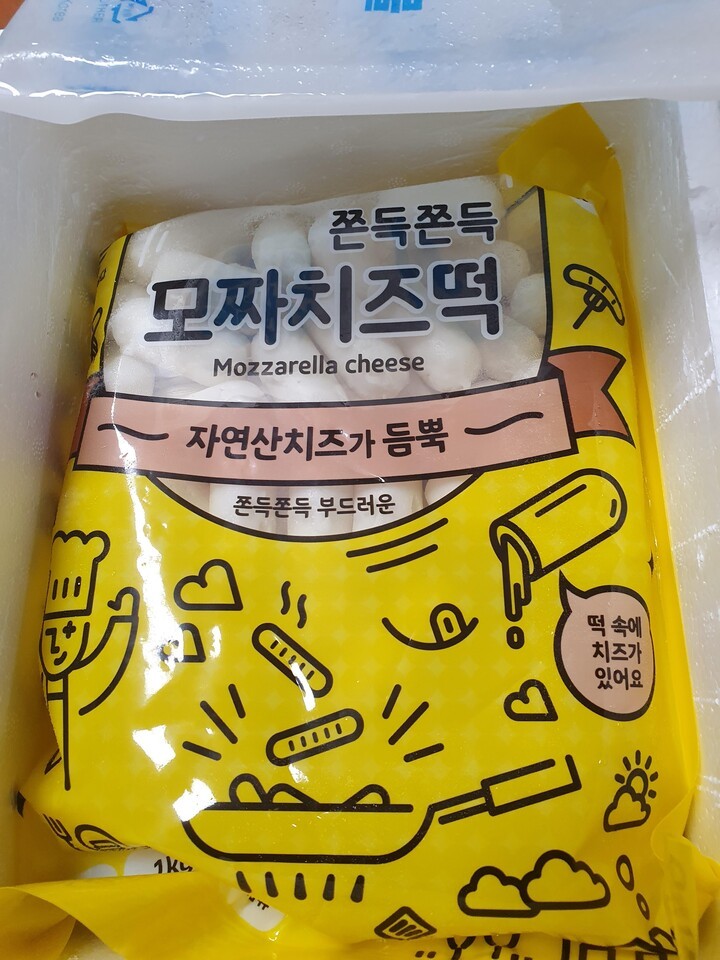 쫀득쫀득
모짜치즈떡
Mozzarella cheese
자연산치즈가 듬뿍
쫀득쫀득 부드러운
떡 속에
치즈가
있어요